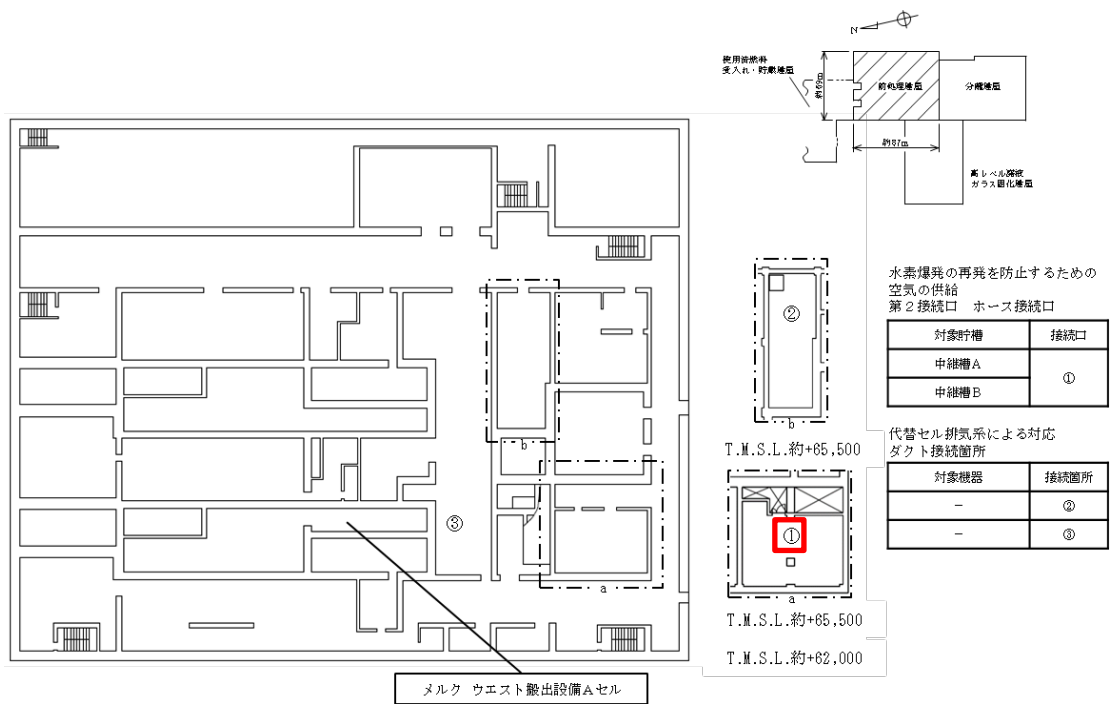 N
使用済燃料
受入れ・貯蔵建屋
約69m
前処理建屋
分離建屋
約87m
高レベル廃液
ガラス固化建屋
水素爆発の再発を防止するための
空気の供給
第２接続口 ホース接続口
対象貯槽 接続口
中継槽Ａ ①
中継槽Ｂ
代替セル排気系による対応
ダクト接続箇所
対象機器 接続箇所
－ ②
－ ③
②
b
T.M.S.L.約+65,500
①
a
T.M.S.L.約+65,500
T.M.S.L.約+62,000
b
③
a
メルク ウエスト搬出設備Ａセル